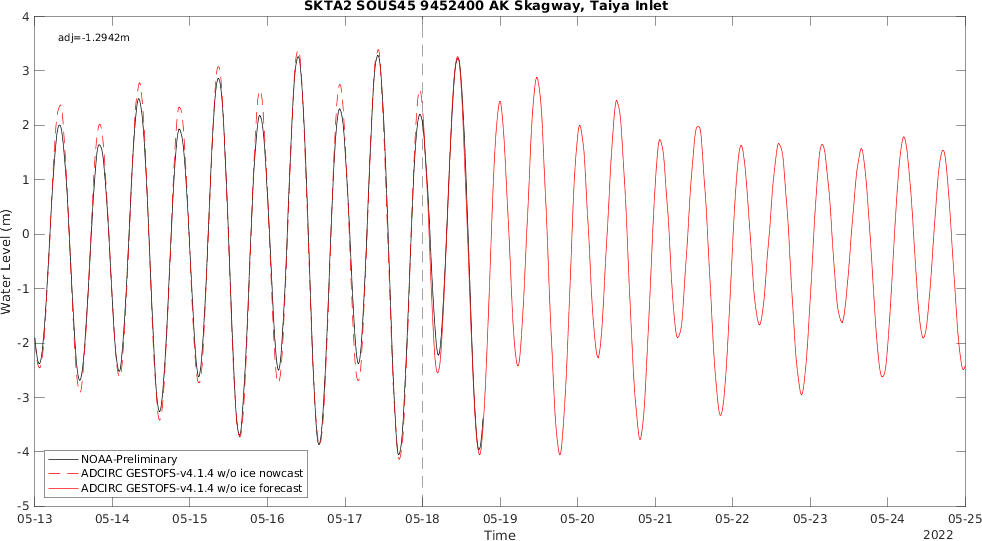 SKTA2 SOUS45 9452400 AK Skagway, Taiya Inlet
adj=-1.2942m
4
3
2
1
0
-1
-2
-3
-4
-5
Water Level (m)
NOAA-Preliminary
ADCIRC GESTOFS-v4.1.4 w/o ice nowcast
ADCIRC GESTOFS-v4.1.4 w/o ice forecast
05-13 05-14 05-15 05-16 05-17 05-18 05-19 05-20 05-21 05-22 05-23 05-24 05-25
Time
2022